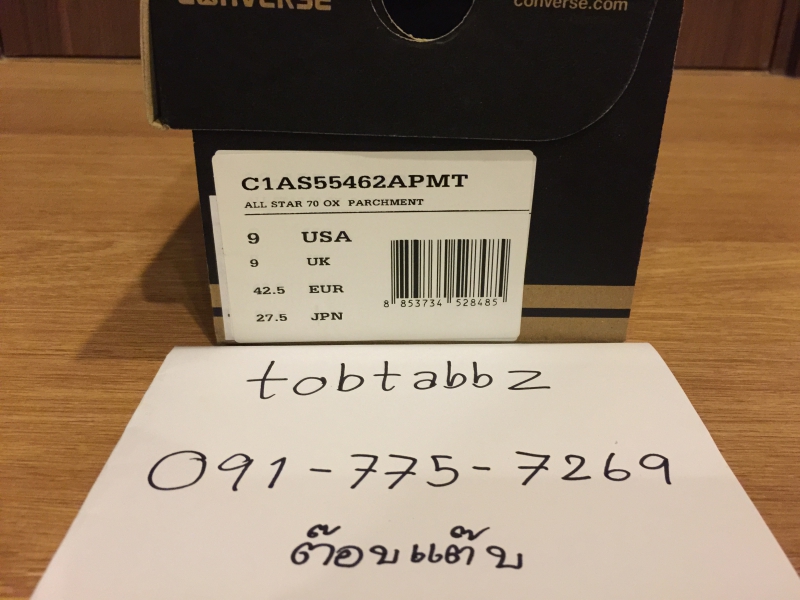 CONVERSE
converse.com
C1AS55462APMT
ALL STAR 70 OX PARCHMENT
9 USA
9 UK
42.5 EUR
27.5 JPN
8 853734 528485
tobtabbz
091-775-7269
ต๊อบแต๊บ